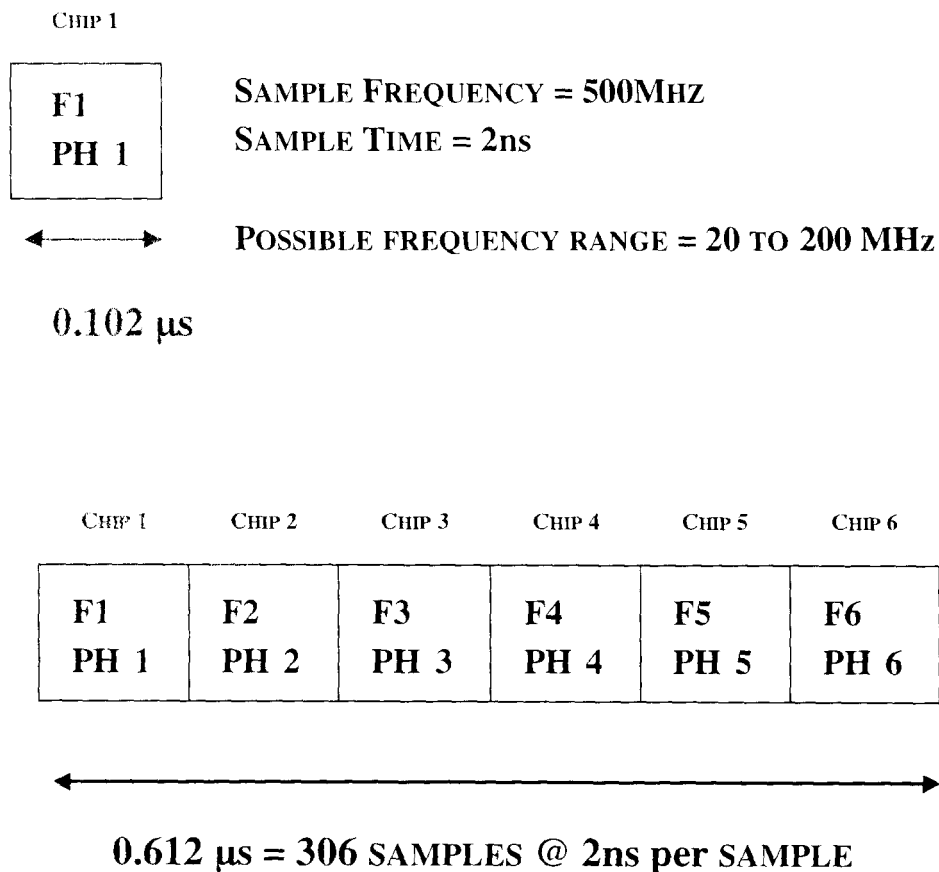 CHIP 1
F1
PH 1
SAMPLE FREQUENCY = 500MHZ
SAMPLE TIME = 2ns
POSSIBLE FREQUENCY RANGE = 20 TO 200 MHz
0.102 µs
CHIP 1 CHIP 2 CHIP 3 CHIP 4 CHIP 5 CHIP 6
F1 F2 F3 F4 F5 F6
PH 1 PH 2 PH 3 PH 4 PH 5 PH 6
0.612 µs = 306 SAMPLES @ 2ns per SAMPLE